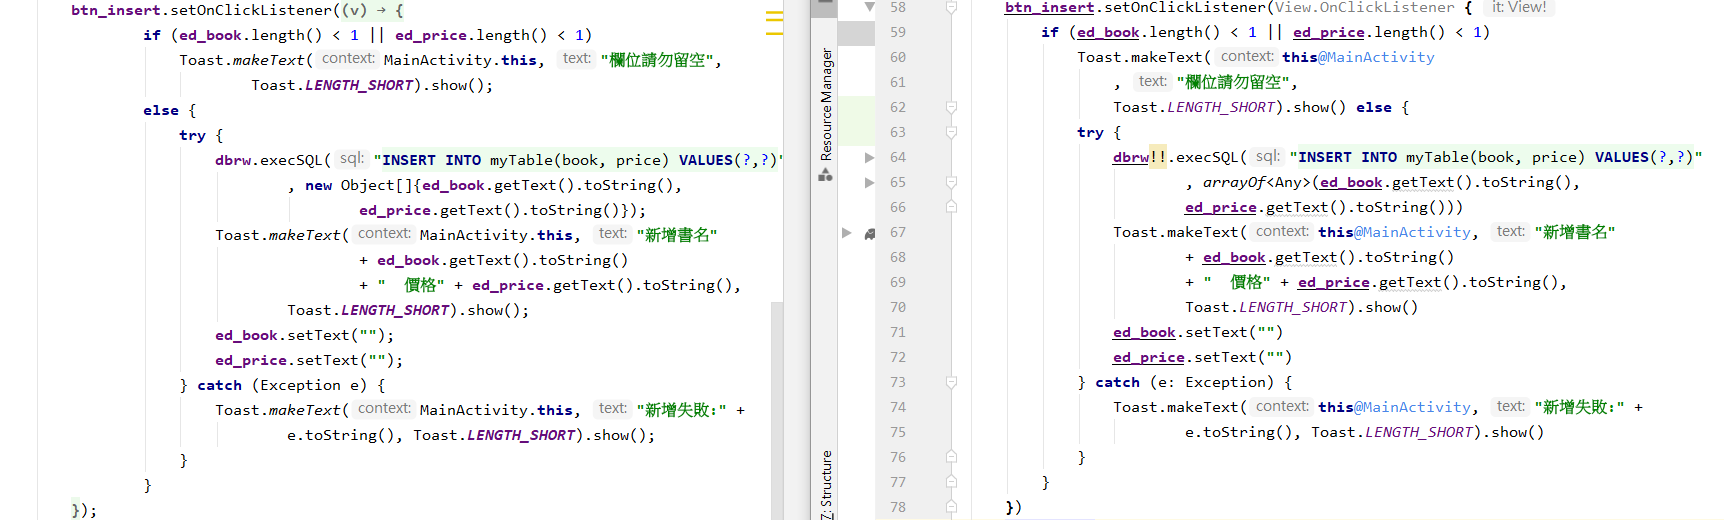 btn_insert.setOnClickListener((v) → {
if (ed_book.length() < 1 || ed_price.length() < 1)
Toast.makeText( context: MainActivity.this, text: "欄位請勿留空",
Toast.LENGTH_SHORT).show();
else {
try {
dbrw.execSQL( sql: "INSERT INTO myTable(book, price) VALUES(?,?)"
, new Object[]{ed_book.getText().toString(),
ed_price.getText().toString()});
Toast.makeText( context: MainActivity.this, text: "新增書名"
+ ed_book.getText().toString()
+ "  價格" + ed_price.getText().toString(),
Toast.LENGTH_SHORT).show();
ed_book.setText("");
ed_price.setText("");
} catch (Exception e) {
Toast.makeText( context: MainActivity.this, text: "新增失敗:" +
e.toString(), Toast.LENGTH_SHORT).show();
}
}
});
Resource Manager
7: Structure
58 btn_insert.setOnClickListener(View.OnClickListener { it: View!
59 if (ed_book.length() < 1 || ed_price.length() < 1)
60 Toast.makeText( context: this@MainActivity
61 , text: "欄位請勿留空",
62 Toast.LENGTH_SHORT).show() else {
63 try {
64 dbrw!!.execSQL( sql: "INSERT INTO myTable(book, price) VALUES(?,?)"
65 , arrayOf<Any>(ed_book.getText().toString(),
66 ed_price.getText().toString()))
67 Toast.makeText( context: this@MainActivity, text: "新增書名"
68 + ed_book.getText().toString()
69 + "  價格" + ed_price.getText().toString(),
70 Toast.LENGTH_SHORT).show()
71 ed_book.setText("")
72 ed_price.setText("")
73 } catch (e: Exception) {
74 Toast.makeText( context: this@MainActivity, text: "新增失敗:" +
75 e.toString(), Toast.LENGTH_SHORT).show()
76 }
77 }
78 })